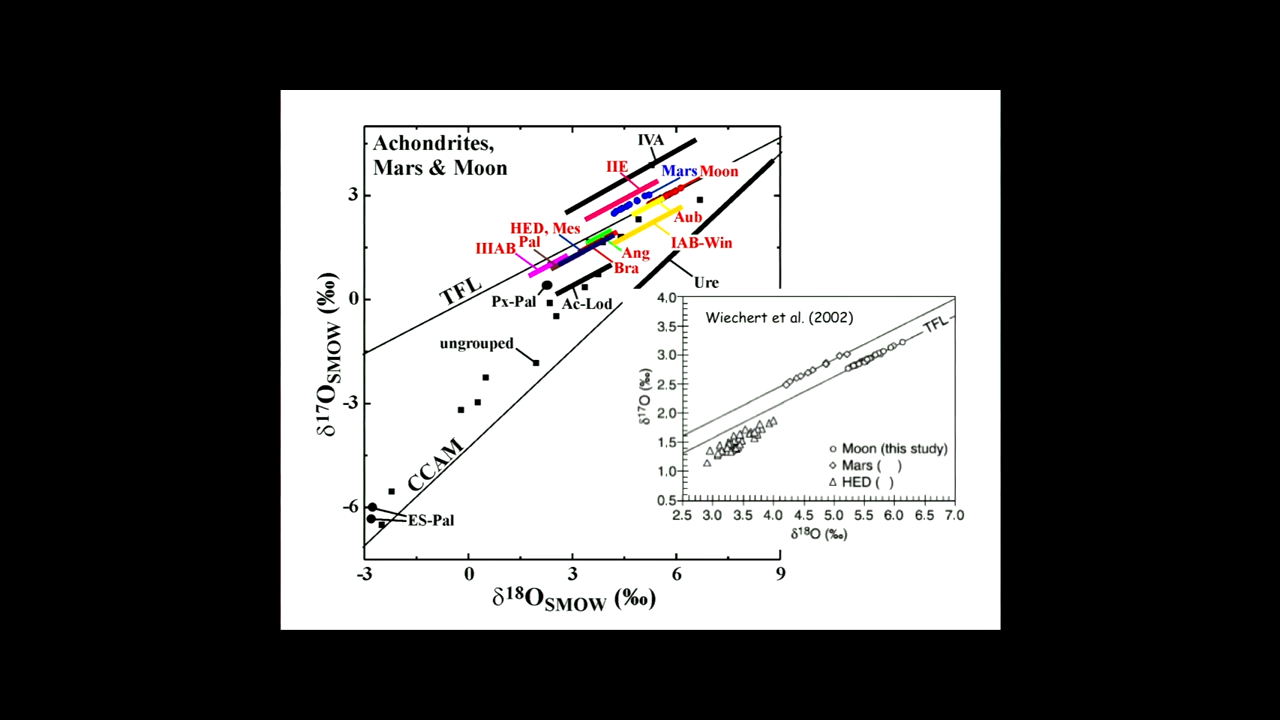 Achondrites,
Mars & Moon
IVA
IIE
Mars
Moon
HED, Mes
Pal
IIIAB
Aub
IAB-Win
Ang
Bra
Ure
TFL
Px-Pal
Ac-Lod
ungrouped
CCAM
ES-Pal
3
0
-3
-6
δ17OSMOW (‰)
-3 0 3 6 9
δ18OSMOW (‰)
Wiechert et al. (2002)
TFL
4.0
3.5
3.0
2.5
2.0
1.5
1.0
0.5
δ17O (‰)
Moon (this study)
Mars ( )
HED ( )
2.5 3.0 3.5 4.0 4.5 5.0 5.5 6.0 6.5 7.0
δ18O (‰)